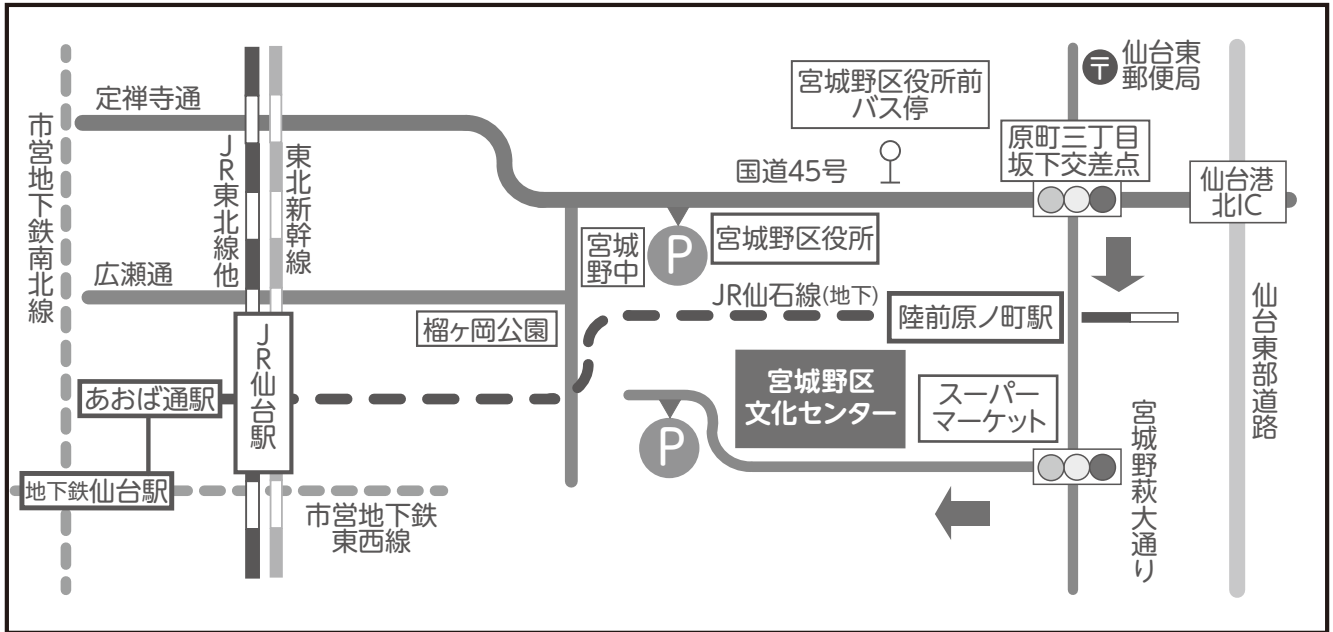 定禅寺通
市営地下鉄南北線
JR東北線他
東北新幹線
宮城野区役所前
バス停
〒
仙台東
郵便局
原町三丁目
坂下交差点
国道45号
仙台港
北IC
宮城
野中
P
宮城野区役所
広瀬通
JR仙石線(地下)
陸前原ノ町駅
榴ヶ岡公園
JR仙台駅
あおば通駅
宮城野区
文化センター
スーパー
マーケット
P
仙台東部道路
宮城野萩大通り
地下鉄仙台駅
市営地下鉄
東西線